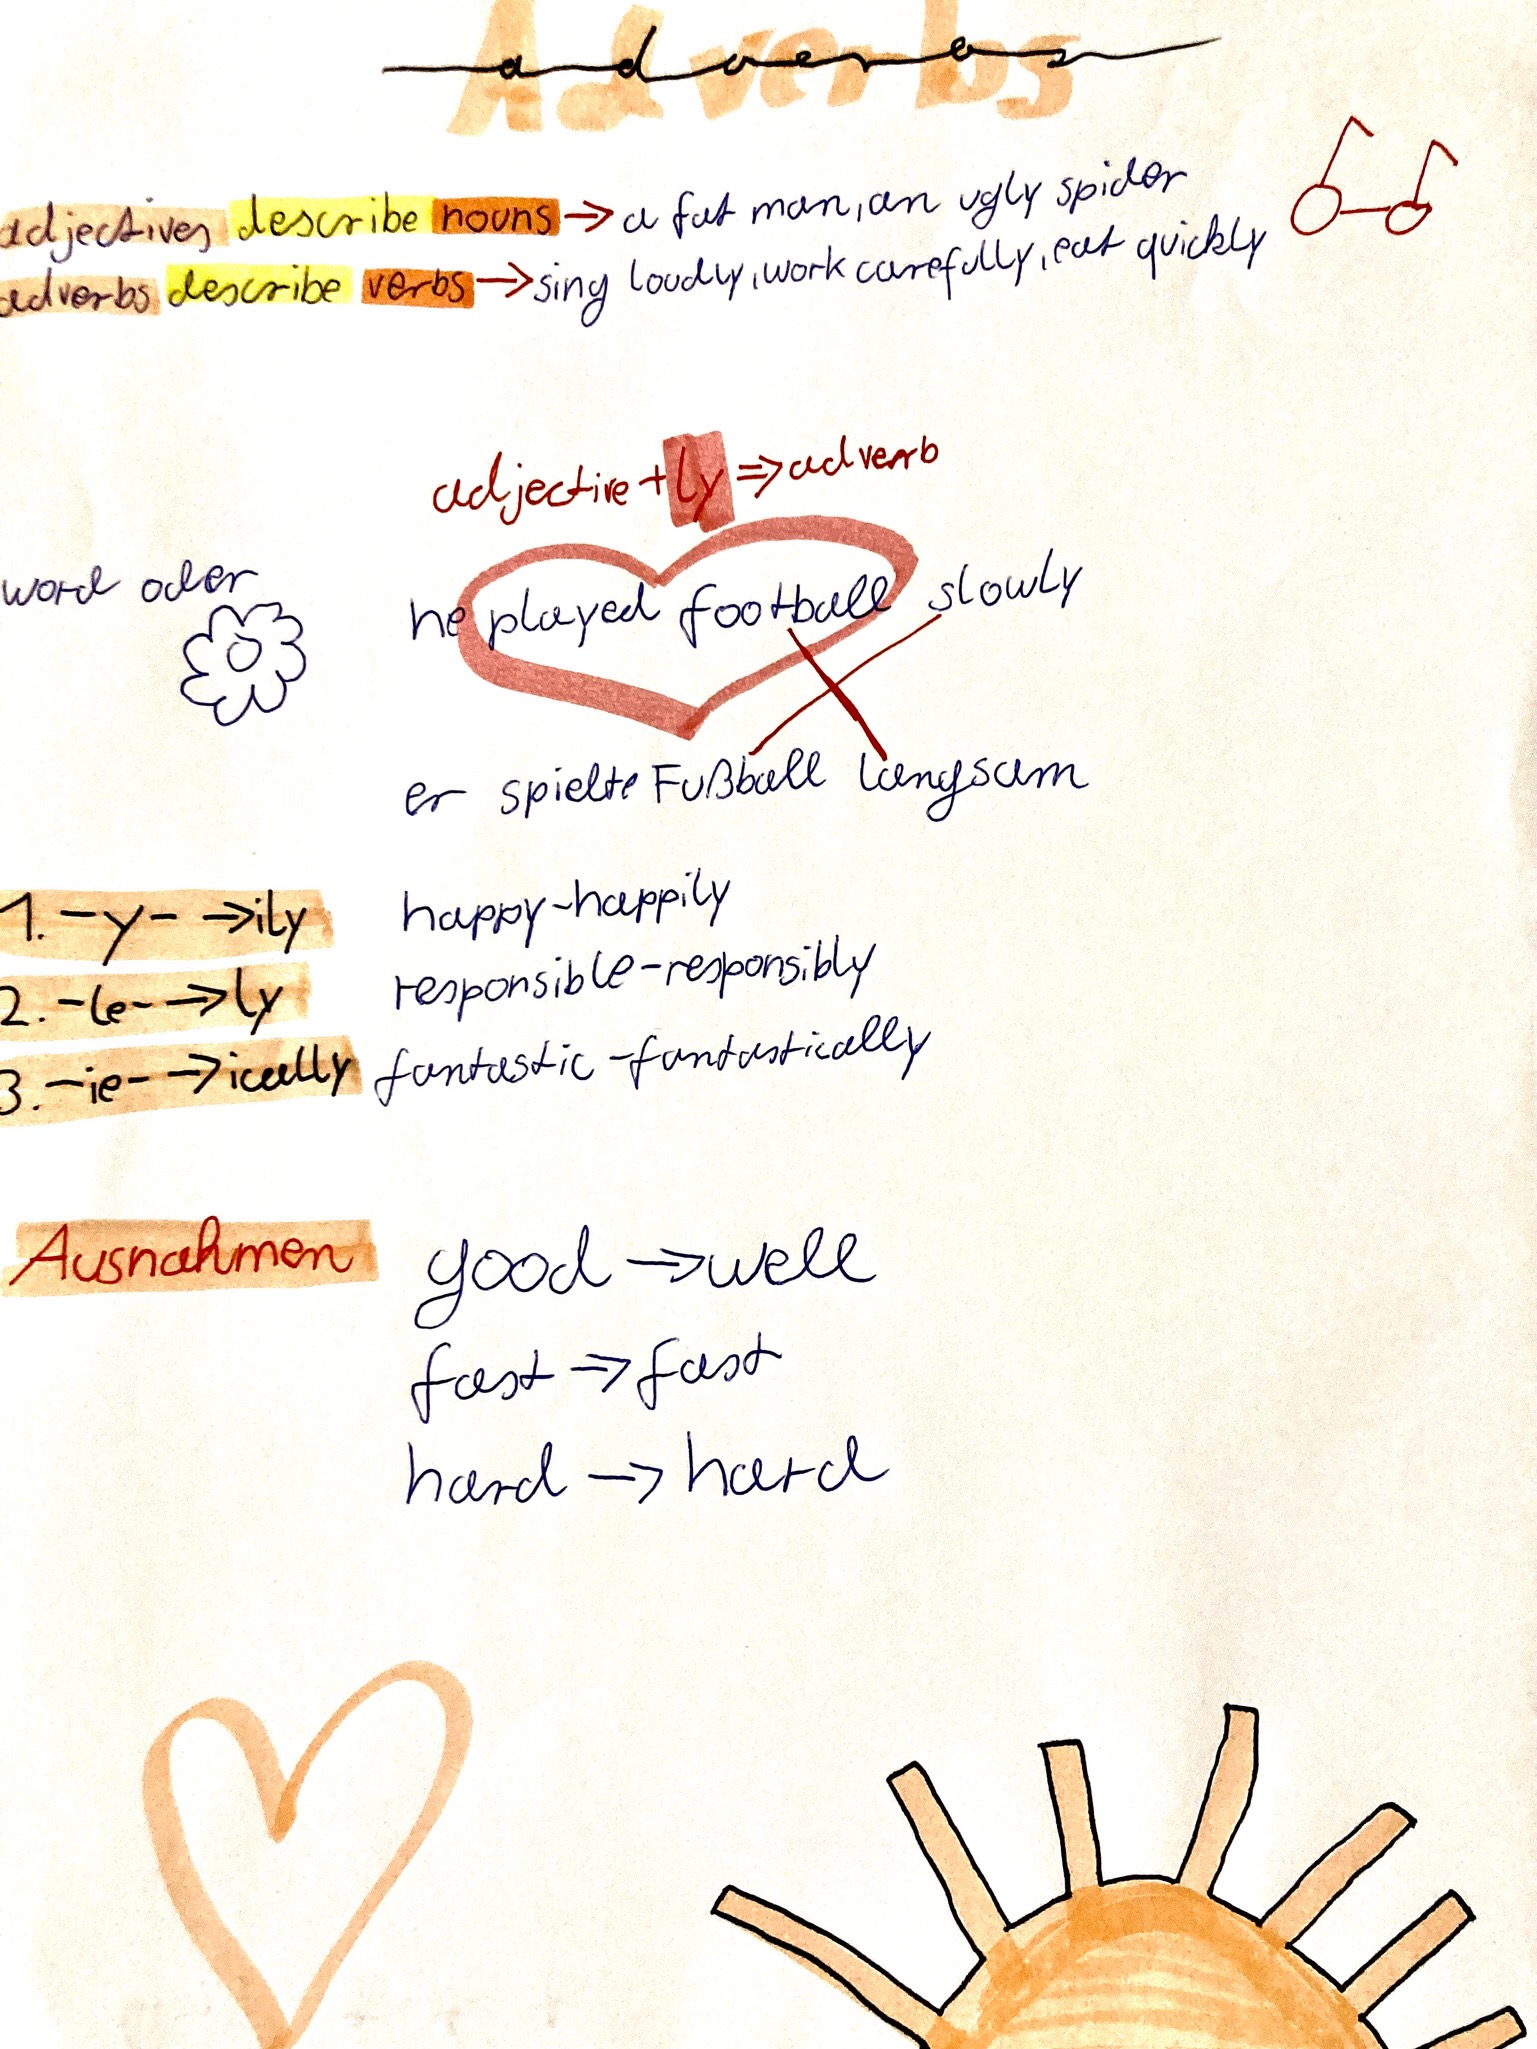 Adverbs
adverbs
adjectives describe nouns → a fat man, an ugly spider
adverbs describe verbs → sing loudly, work carefully, eat quickly
adjective + ly ⇒ adverb
word oder
he played football slowly
er spielte Fußball langsam
1. -y- → ily happy - happily
2. -le- → ly responsible - responsibly
3. -ie- → ically fantastic - fantastically
Ausnahmen good → well
fast → fast
hard → hard